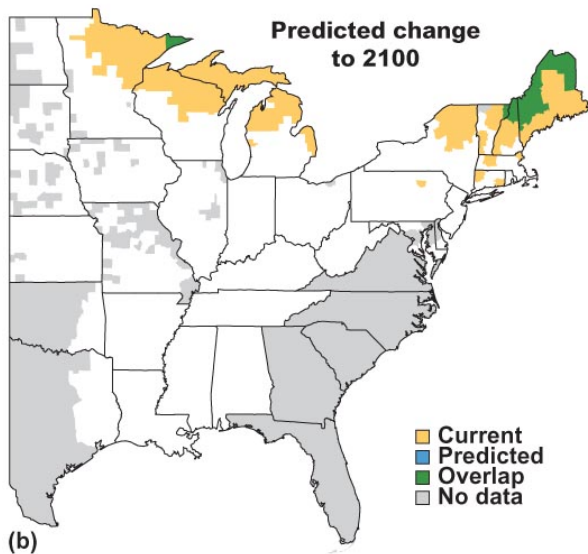 Predicted change
to 2100
Current
Predicted
Overlap
No data
(b)